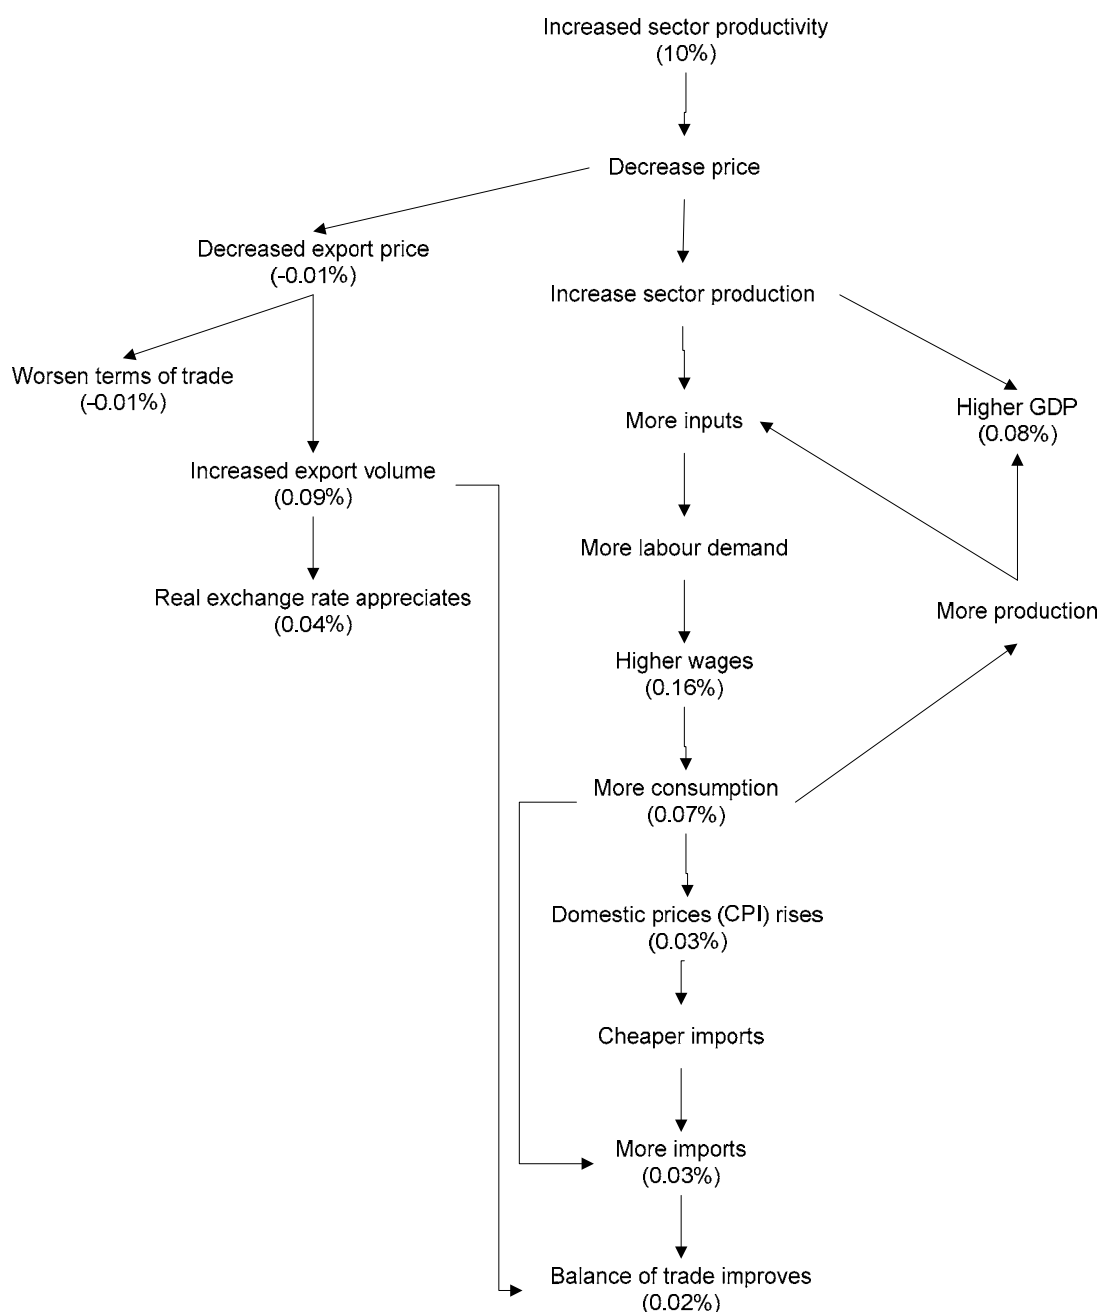 Increased sector productivity
(10%)
Decrease price
Decreased export price
(-0.01%)
Increase sector production
Worsen terms of trade
(-0.01%)
More inputs
Higher GDP
(0.08%)
Increased export volume
(0.09%)
More labour demand
Real exchange rate appreciates
(0.04%)
More production
Higher wages
(0.16%)
More consumption
(0.07%)
Domestic prices (CPI) rises
(0.03%)
Cheaper imports
More imports
(0.03%)
Balance of trade improves
(0.02%)